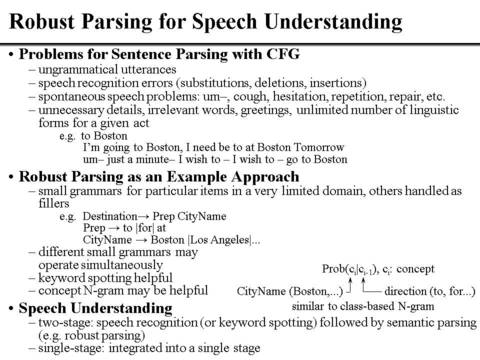 Robust Parsing for Speech Understanding
• Problems for Sentence Parsing with CFG
– ungrammatical utterances
– speech recognition errors (substitutions, deletions, insertions)
– spontaneous speech problems: um–, cough, hesitation, repetition, repair, etc.
– unnecessary details, irrelevant words, greetings, unlimited number of linguistic
forms for a given act
e.g. to Boston
I'm going to Boston, I need be to at Boston Tomorrow
um– just a minute– I wish to – I wish to – go to Boston
• Robust Parsing as an Example Approach
– small grammars for particular items in a very limited domain, others handled as
fillers
e.g. Destination→ Prep CityName
Prep → to |for| at
CityName → Boston |Los Angeles|...
– different small grammars may
operate simultaneously
– keyword spotting helpful
– concept N-gram may be helpful
Prob(cᵢ|cᵢ₋₁), cᵢ: concept
CityName (Boston,...) direction (to, for...)
similar to class-based N-gram
• Speech Understanding
– two-stage: speech recognition (or keyword spotting) followed by semantic parsing
(e.g. robust parsing)
– single-stage: integrated into a single stage